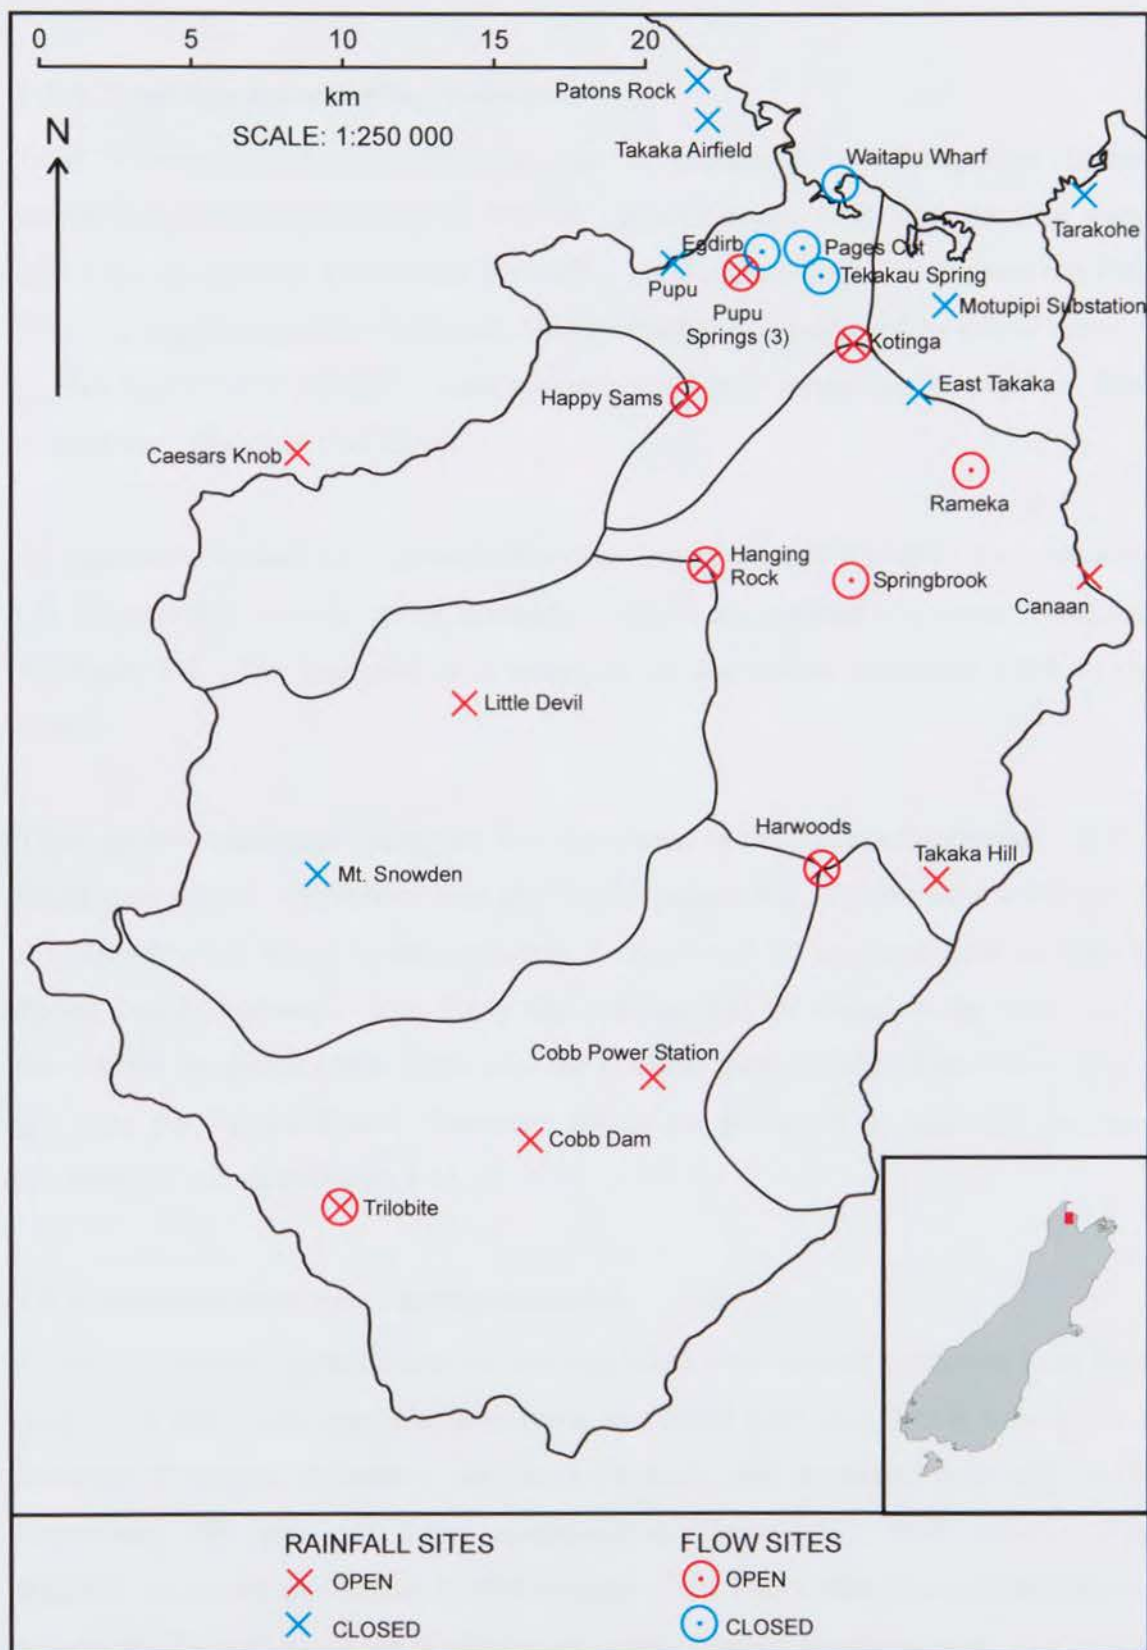 0 5 10 15 20
km
SCALE: 1:250 000
N
Patons Rock
Takaka Airfield
Waitapu Wharf
Tarakohe
Egdirb
Pages Cut
Pupu
Tekakau Spring
Motupipi Substation
Pupu
Springs (3)
Kotinga
East Takaka
Happy Sams
Caesars Knob
Rameka
Hanging
Rock
Springbrook
Canaan
Little Devil
Harwoods
Takaka Hill
Mt. Snowden
Cobb Power Station
Cobb Dam
Trilobite
RAINFALL SITES
OPEN
CLOSED
FLOW SITES
OPEN
CLOSED